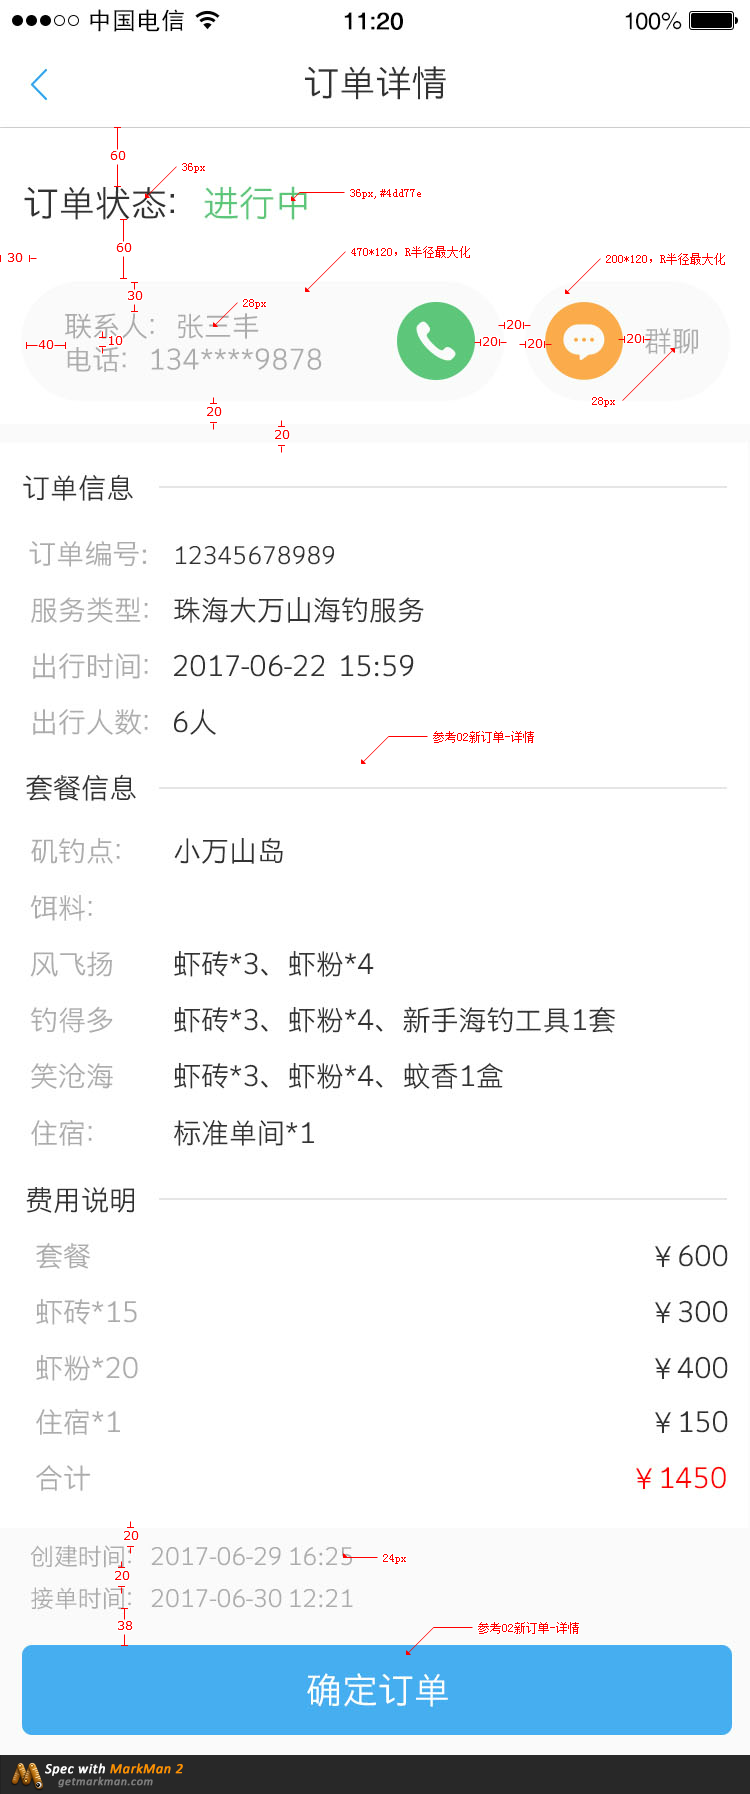 中国电信 11:20 100%
订单详情
60
36px
订单状态: 进行中
36px,#4dd77e
60
30
470*120, R半径最大化
200*120, R半径最大化
30
28px
联系人: 张三丰
40
10
20
20
20
20
群聊
电话: 134****9878
28px
20
20
订单信息
订单编号: 12345678989
服务类型: 珠海大万山海钓服务
出行时间: 2017-06-22 15:59
出行人数: 6人
参考02新订单-详情
套餐信息
矶钓点: 小万山岛
饵料:
风飞扬 虾砖*3、虾粉*4
钓得多 虾砖*3、虾粉*4、新手海钓工具1套
笑沧海 虾砖*3、虾粉*4、蚊香1盒
住宿: 标准单间*1
费用说明
套餐 ¥600
虾砖*15 ¥300
虾粉*20 ¥400
住宿*1 ¥150
合计 ¥1450
20
创建时间: 2017-06-29 16:25
24px
20
接单时间: 2017-06-30 12:21
38
参考02新订单-详情
确定订单
Spec with MarkMan 2
getmarkman.com